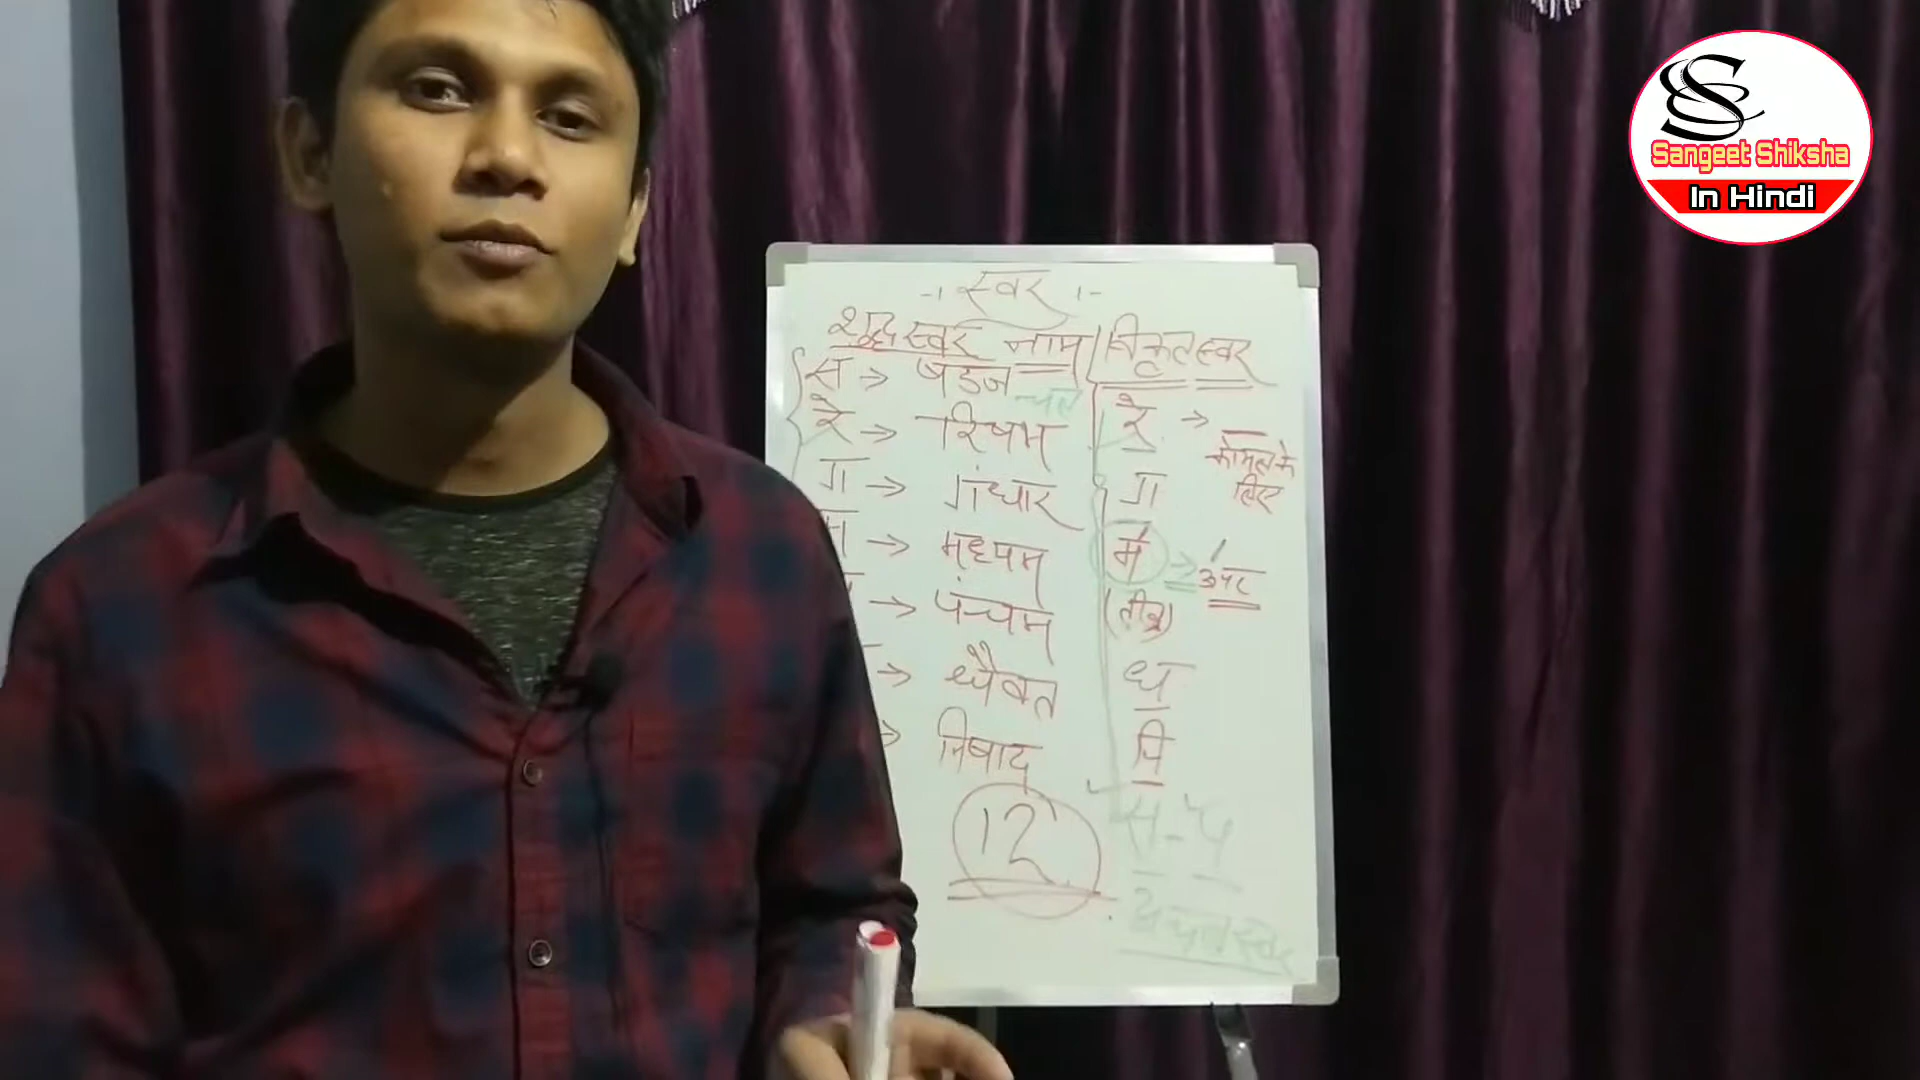 Sangeet Shiksha
In Hindi
-। स्वर ।-
शुद्ध स्वर नाम
स → षडज
रे → रिषभ
ग → गंधार
म → मध्यम
→ पंचम
→ धैवत
→ निषाद
12
विकृत स्वर
रे → कोमल के
लिए
ग
म॑ → ऊपर
(तीव्र)
ध
नि
स - प